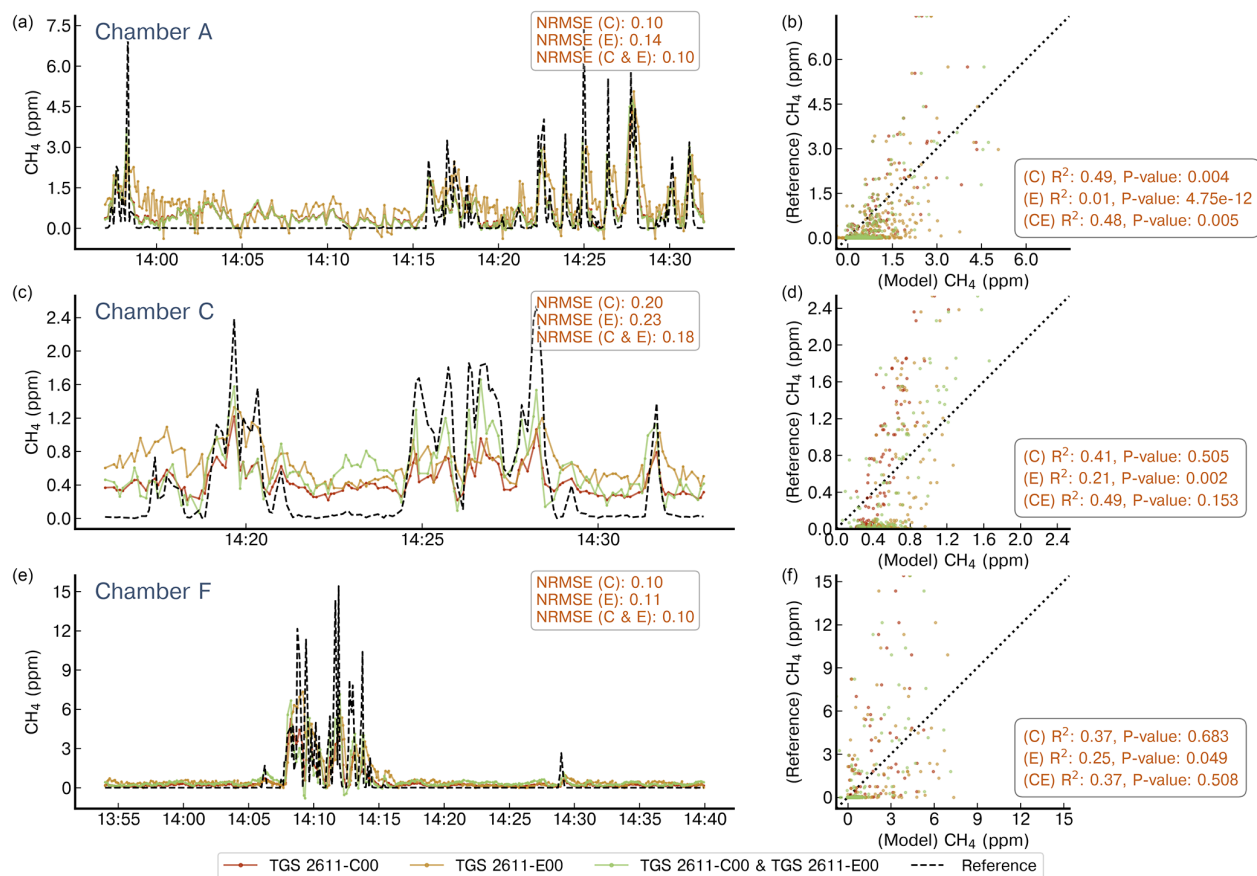 (a)
Chamber A
NRMSE (C): 0.10
NRMSE (E): 0.14
NRMSE (C & E): 0.10
CH₄ (ppm)
7.5
6.0
4.5
3.0
1.5
0.0
14:00
14:05
14:10
14:15
14:20
14:25
14:30
(b)
(Reference) CH₄ (ppm)
6.0
4.5
3.0
1.5
0.0
(C) R²: 0.49, P-value: 0.004
(E) R²: 0.01, P-value: 4.75e-12
(CE) R²: 0.48, P-value: 0.005
0.0
1.5
3.0
4.5
6.0
(Model) CH₄ (ppm)
(c)
Chamber C
NRMSE (C): 0.20
NRMSE (E): 0.23
NRMSE (C & E): 0.18
CH₄ (ppm)
2.4
2.0
1.6
1.2
0.8
0.4
0.0
14:20
14:25
14:30
(d)
(Reference) CH₄ (ppm)
2.4
2.0
1.6
1.2
0.8
0.4
0.0
(C) R²: 0.41, P-value: 0.505
(E) R²: 0.21, P-value: 0.002
(CE) R²: 0.49, P-value: 0.153
0.0
0.4
0.8
1.2
1.6
2.0
2.4
(Model) CH₄ (ppm)
(e)
Chamber F
NRMSE (C): 0.10
NRMSE (E): 0.11
NRMSE (C & E): 0.10
CH₄ (ppm)
15
12
9
6
3
0
13:55
14:00
14:05
14:10
14:15
14:20
14:25
14:30
14:35
14:40
(f)
(Reference) CH₄ (ppm)
15
12
9
6
3
0
(C) R²: 0.37, P-value: 0.683
(E) R²: 0.25, P-value: 0.049
(CE) R²: 0.37, P-value: 0.508
0
3
6
9
12
15
(Model) CH₄ (ppm)
TGS 2611-C00
TGS 2611-E00
TGS 2611-C00 & TGS 2611-E00
Reference